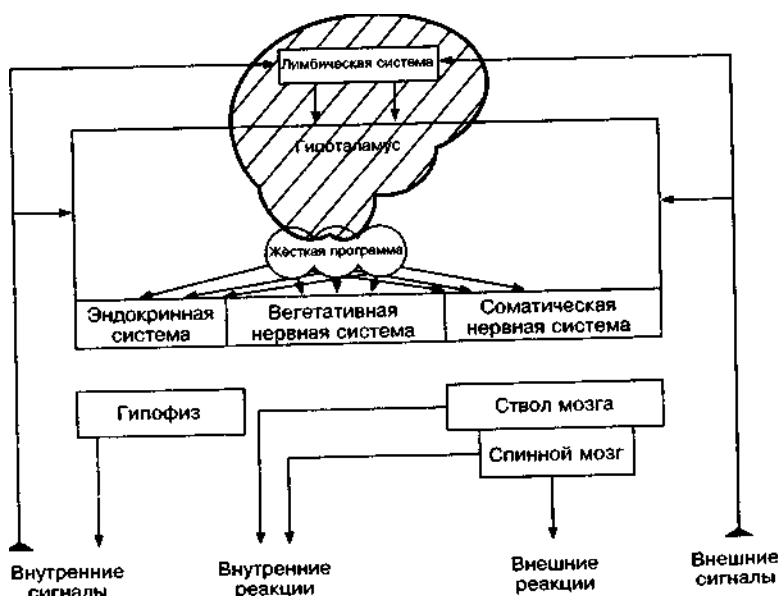 Лимбическая система
Гипоталамус
Жёсткая программа
Эндокринная
система
Вегетативная
нервная система
Соматическая
нервная система
Гипофиз
Ствол мозга
Спинной мозг
Внутренние
сигналы
Внутренние
реакции
Внешние
реакции
Внешние
сигналы